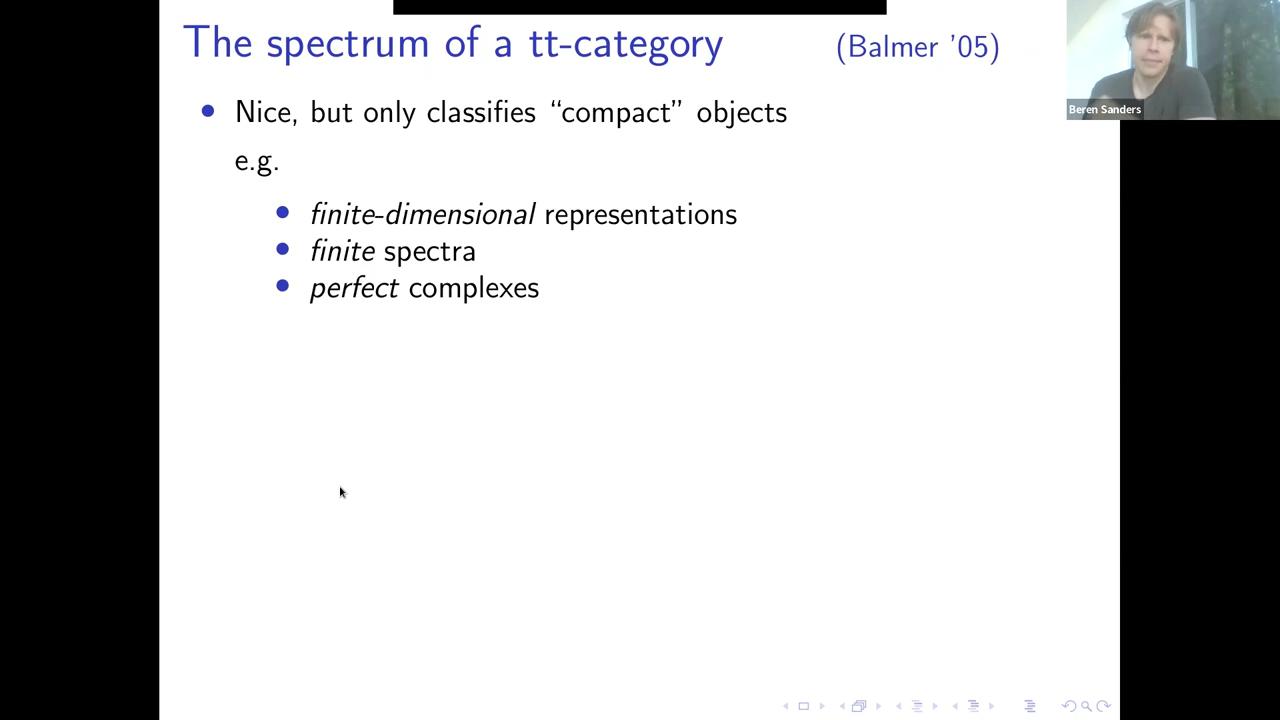 The spectrum of a tt-category (Balmer '05)
Beren Sanders
• Nice, but only classifies “compact” objects
e.g.
• finite-dimensional representations
• finite spectra
• perfect complexes